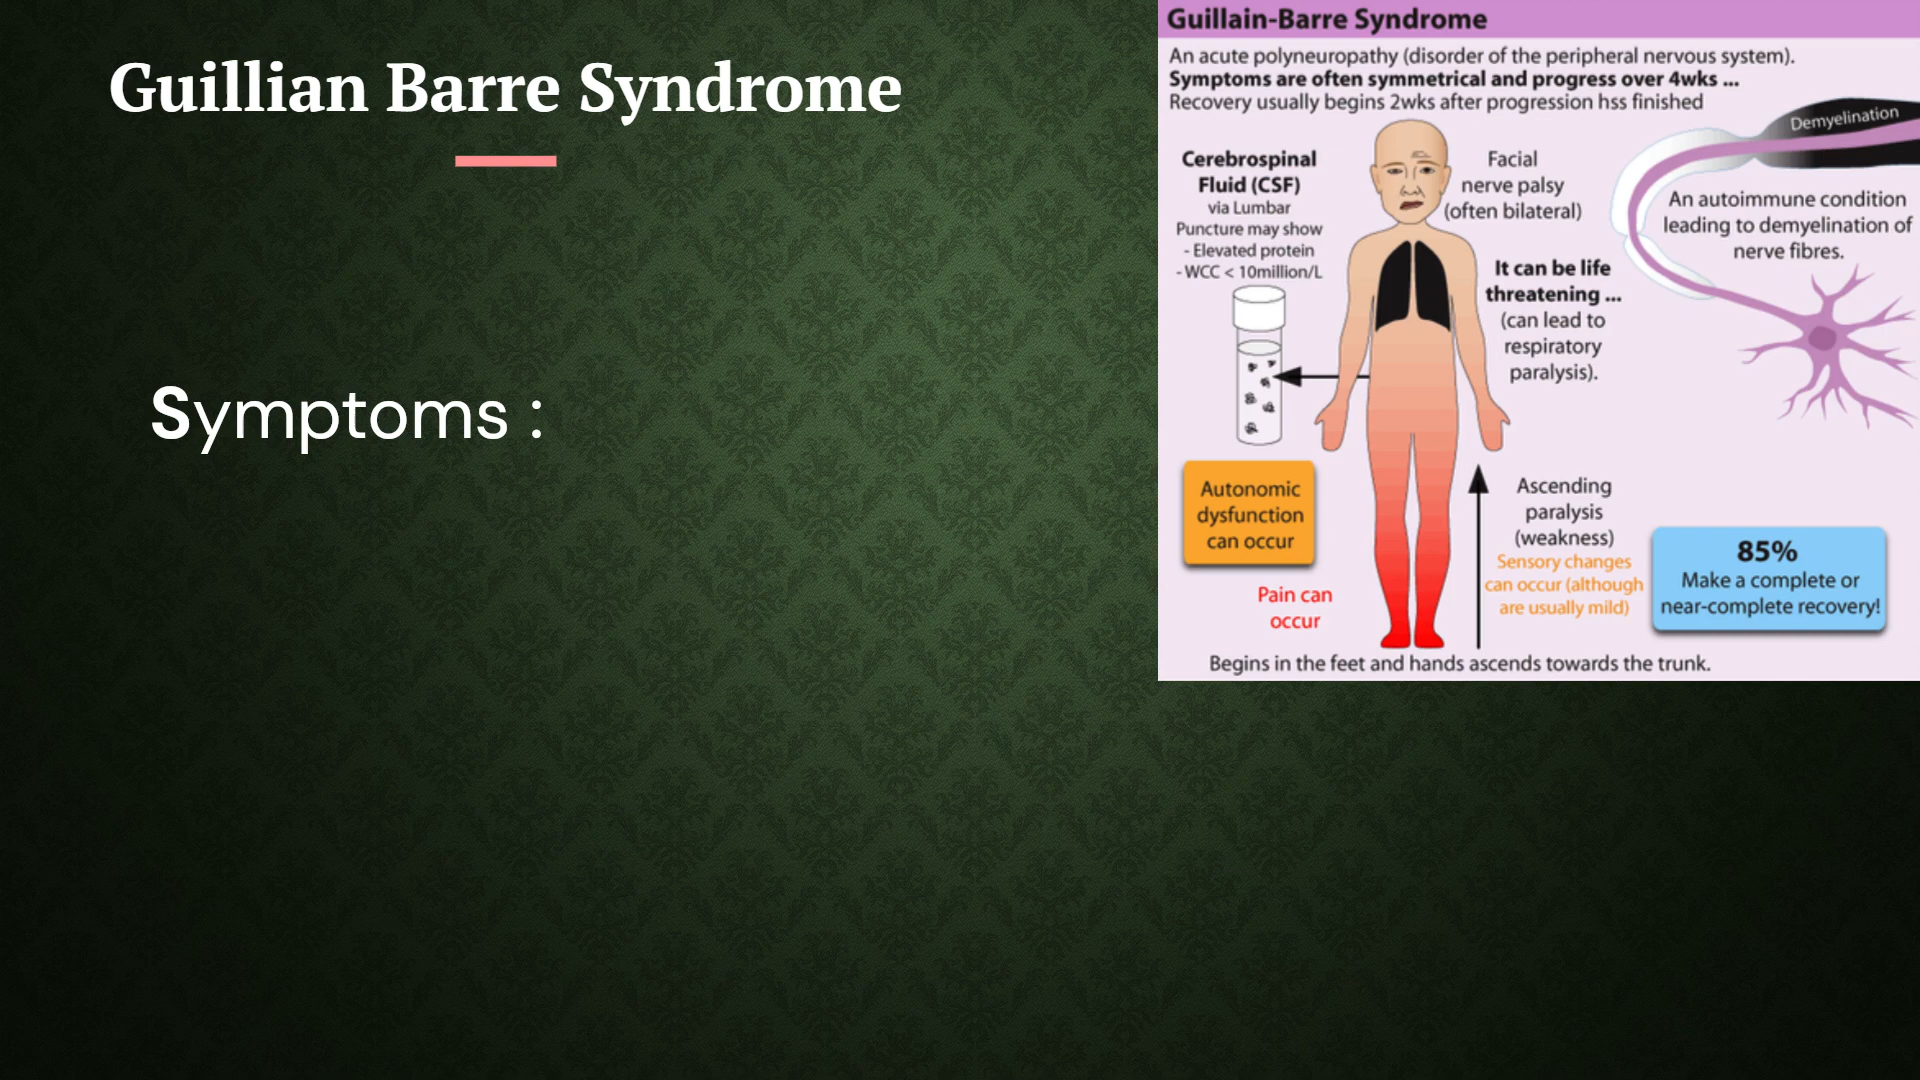 Guillian Barre Syndrome
Symptoms :
Guillain-Barre Syndrome
An acute polyneuropathy (disorder of the peripheral nervous system).
Symptoms are often symmetrical and progress over 4wks ...
Recovery usually begins 2wks after progression hss finished
Demyelination
Cerebrospinal
Fluid (CSF)
via Lumbar
Puncture may show
- Elevated protein
- WCC < 10million/L
Facial
nerve palsy
(often bilateral)
An autoimmune condition
leading to demyelination of
nerve fibres.
It can be life
threatening ...
(can lead to
respiratory
paralysis).
Autonomic
dysfunction
can occur
Pain can
occur
Ascending
paralysis
(weakness)
Sensory changes
can occur (although
are usually mild)
85%
Make a complete or
near-complete recovery!
Begins in the feet and hands ascends towards the trunk.